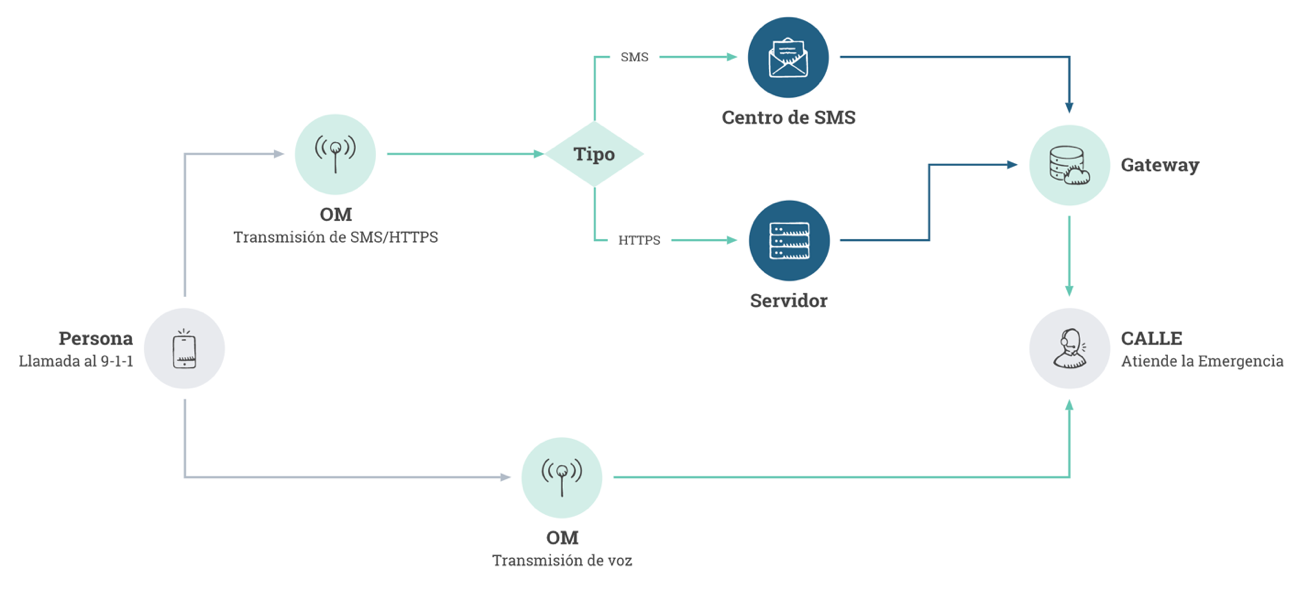 SMS
Centro de SMS
Tipo
Gateway
OM
Transmisión de SMS/HTTPS
HTTPS
Servidor
Persona
Llamada al 9-1-1
CALLE
Atiende la Emergencia
OM
Transmisión de voz